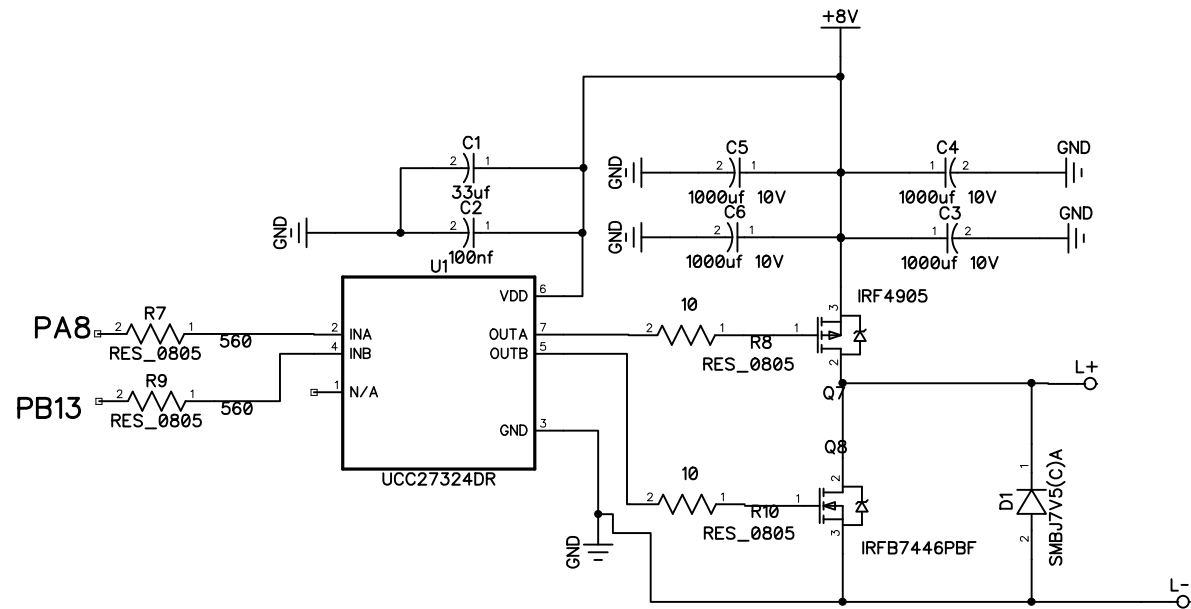 +8V
C1
2 1
33uf
C2
2 1
100nf
GND
C5
2 1
1000uf 10V
GND
C4
1 2
1000uf 10V
GND
C6
2 1
1000uf 10V
GND
C3
1 2
1000uf 10V
GND
U1
VDD 6
PA8
R7
2 1
RES_0805
560
2 INA
OUTA 7
4 INB
OUTB 5
PB13
R9
2 1
RES_0805
560
1 N/A
GND 3
UCC27324DR
10
2 1
R8
RES_0805
IRF4905
3
1
2
Q7
L+
Q8
10
2 1
R10
RES_0805
2
1
3
IRFB7446PBF
1
D1
2
SMBJ7V5(C)A
GND
L-